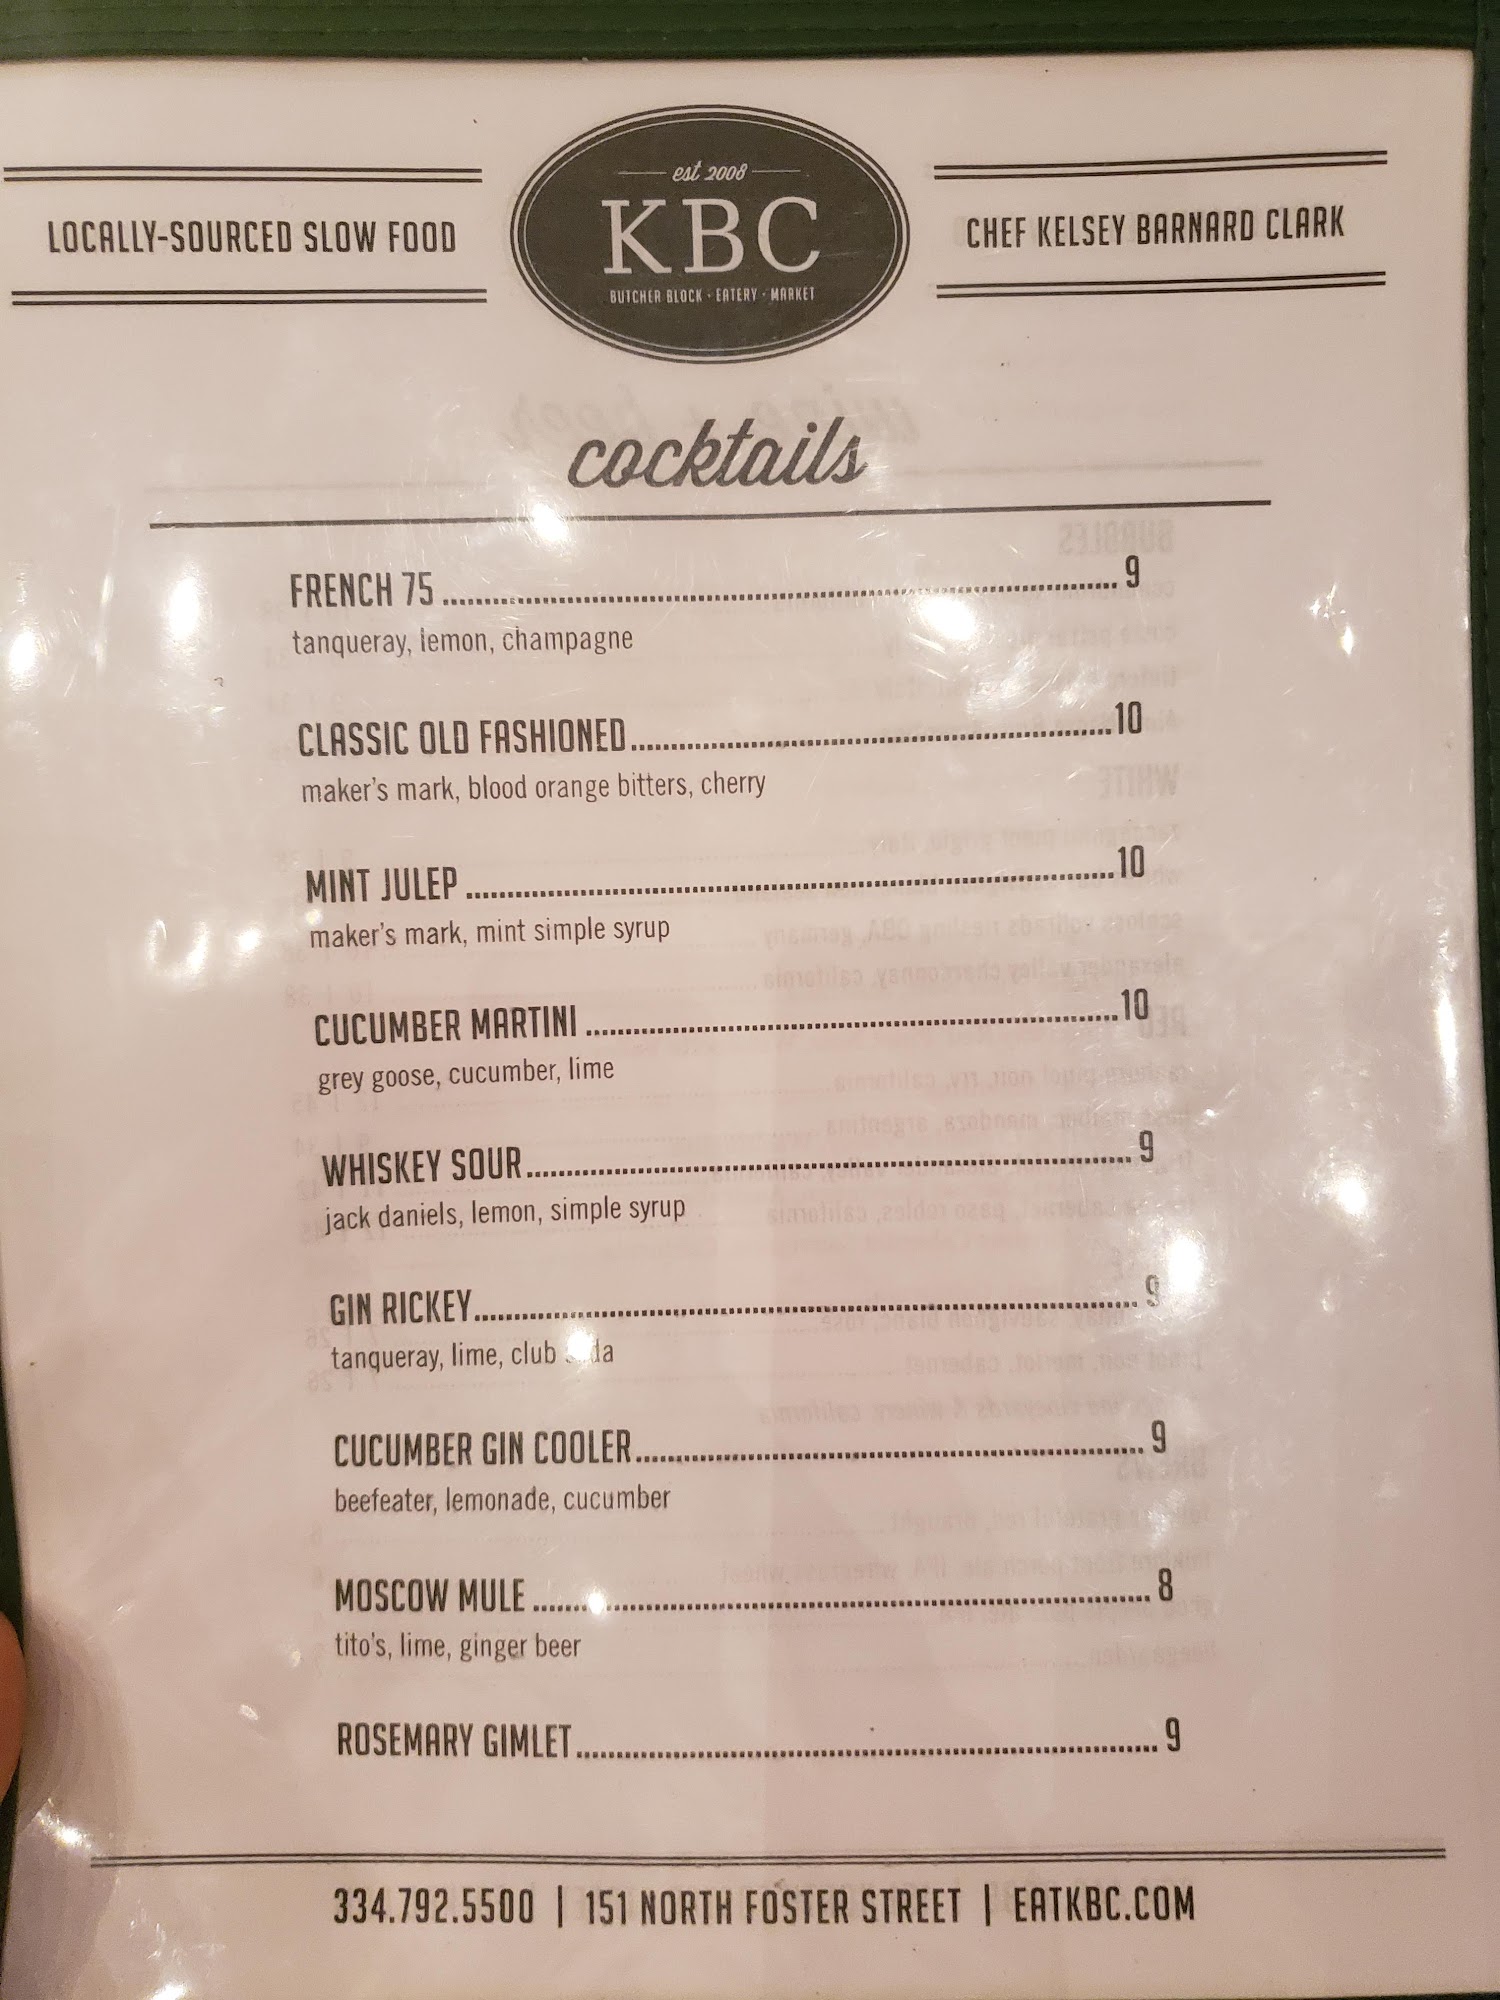 est 2008
KBC
BUTCHER BLOCK · EATERY · MARKET
LOCALLY-SOURCED SLOW FOOD
CHEF KELSEY BARNARD CLARK
cocktails
FRENCH 75 9
tanqueray, lemon, champagne
CLASSIC OLD FASHIONED 10
maker's mark, blood orange bitters, cherry
MINT JULEP 10
maker's mark, mint simple syrup
CUCUMBER MARTINI 10
grey goose, cucumber, lime
WHISKEY SOUR 9
jack daniels, lemon, simple syrup
GIN RICKEY 9
tanqueray, lime, club
CUCUMBER GIN COOLER 9
beefeater, lemonade, cucumber
MOSCOW MULE 8
tito's, lime, ginger beer
ROSEMARY GIMLET 9
334.792.5500 | 151 NORTH FOSTER STREET | EATKBC.COM